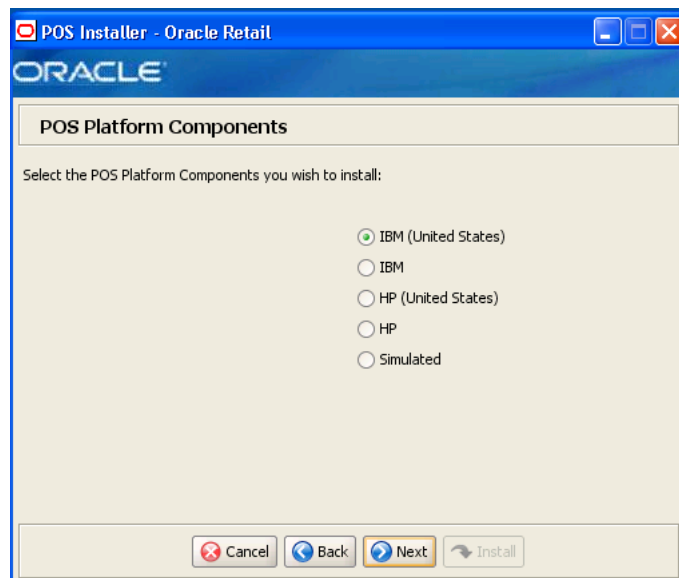 POS Installer - Oracle Retail
ORACLE
POS Platform Components
Select the POS Platform Components you wish to install:
IBM (United States)
IBM
HP (United States)
HP
Simulated
Cancel Back Next Install